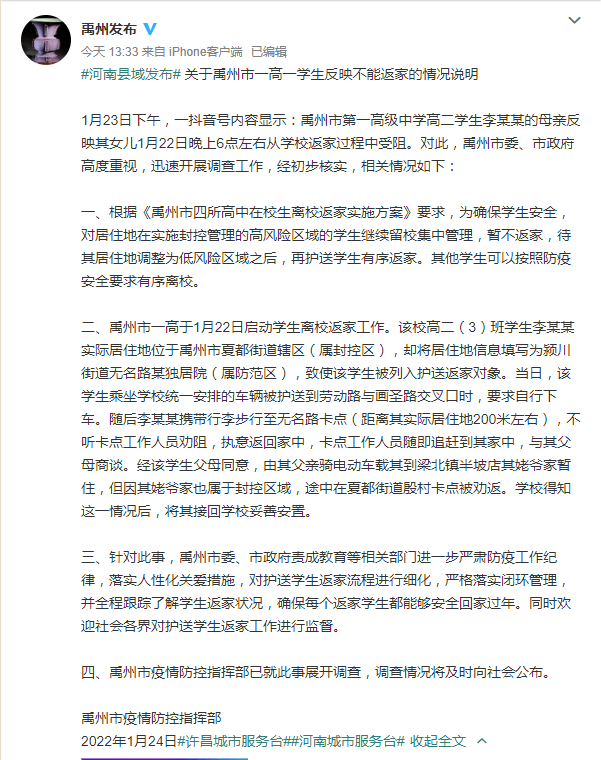 禹州发布
今天 13:33 来自 iPhone客户端 已编辑
#河南县域发布# 关于禹州市一高一学生反映不能返家的情况说明
1月23日下午，一抖音号内容显示：禹州市第一高级中学高二学生李某某的母亲反
映其女儿1月22日晚上6点左右从学校返家过程中受阻。对此，禹州市委、市政府
高度重视，迅速开展调查工作，经初步核实，相关情况如下：
一、根据《禹州市四所高中在校生离校返家实施方案》要求，为确保学生安全，
对居住地在实施封控管理的高风险区域的学生继续留校集中管理，暂不返家，待
其居住地调整为低风险区域之后，再护送学生有序返家。其他学生可以按照防疫
安全要求有序离校。
二、禹州市一高于1月22日启动学生离校返家工作。该校高二（3）班学生李某某
实际居住地位于禹州市夏都街道辖区（属封控区），却将居住地信息填写为颍川
街道无名路某独居院（属防范区），致使该学生被列入护送返家对象。当日，该
学生乘坐学校统一安排的车辆被护送到劳动路与画圣路交叉口时，要求自行下
车。随后李某某携带行李步行至无名路卡点（距离其实际居住地200米左右），不
听卡点工作人员劝阻，执意返回家中，卡点工作人员随即追赶到其家中，与其父
母商谈。经该学生父母同意，由其父亲骑电动车载其到梁北镇半坡店其姥爷家暂
住，但因其姥爷家也属于封控区域，途中在夏都街道殷村卡点被劝返。学校得知
这一情况后，将其接回学校妥善安置。
三、针对此事，禹州市委、市政府责成教育等相关部门进一步严肃防疫工作纪
律，落实人性化关爱措施，对护送学生返家流程进行细化，严格落实闭环管理，
并全程跟踪了解学生返家状况，确保每个返家学生都能够安全回家过年。同时欢
迎社会各界对护送学生返家工作进行监督。
四、禹州市疫情防控指挥部已就此事展开调查，调查情况将及时向社会公布。
禹州市疫情防控指挥部
2022年1月24日#许昌城市服务台##河南城市服务台# 收起全文